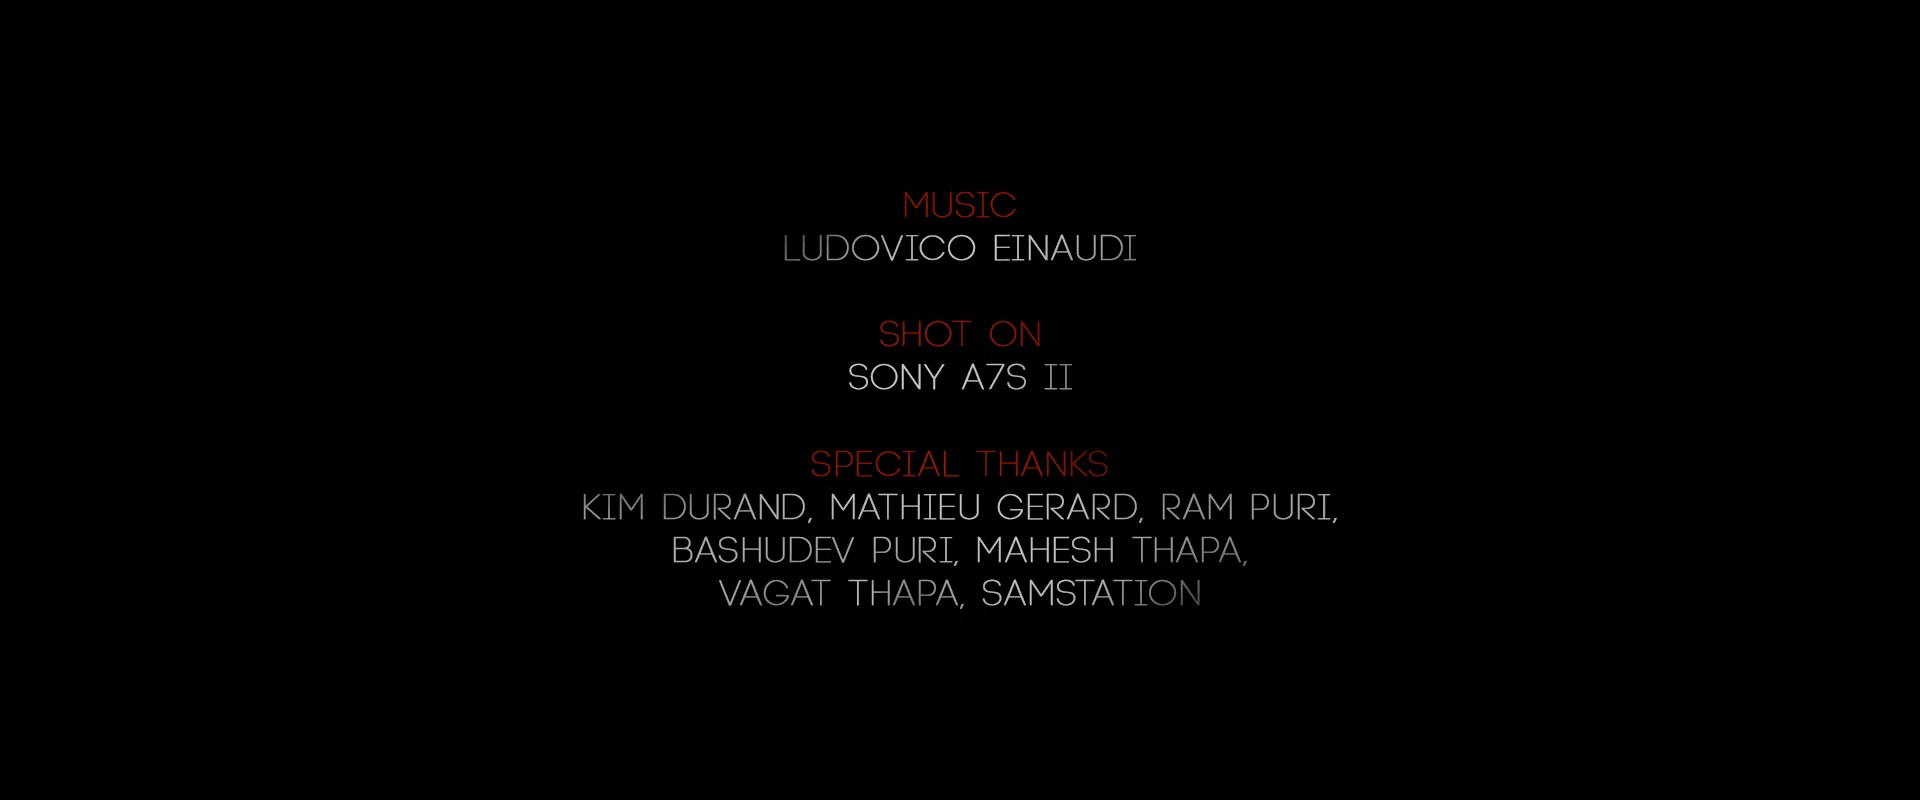 MUSIC
LUDOVICO EINAUDI
SHOT ON
SONY A7S II
SPECIAL THANKS
KIM DURAND, MATHIEU GERARD, RAM PURI,
BASHUDEV PURI, MAHESH THAPA,
VAGAT THAPA, SAMSTATION